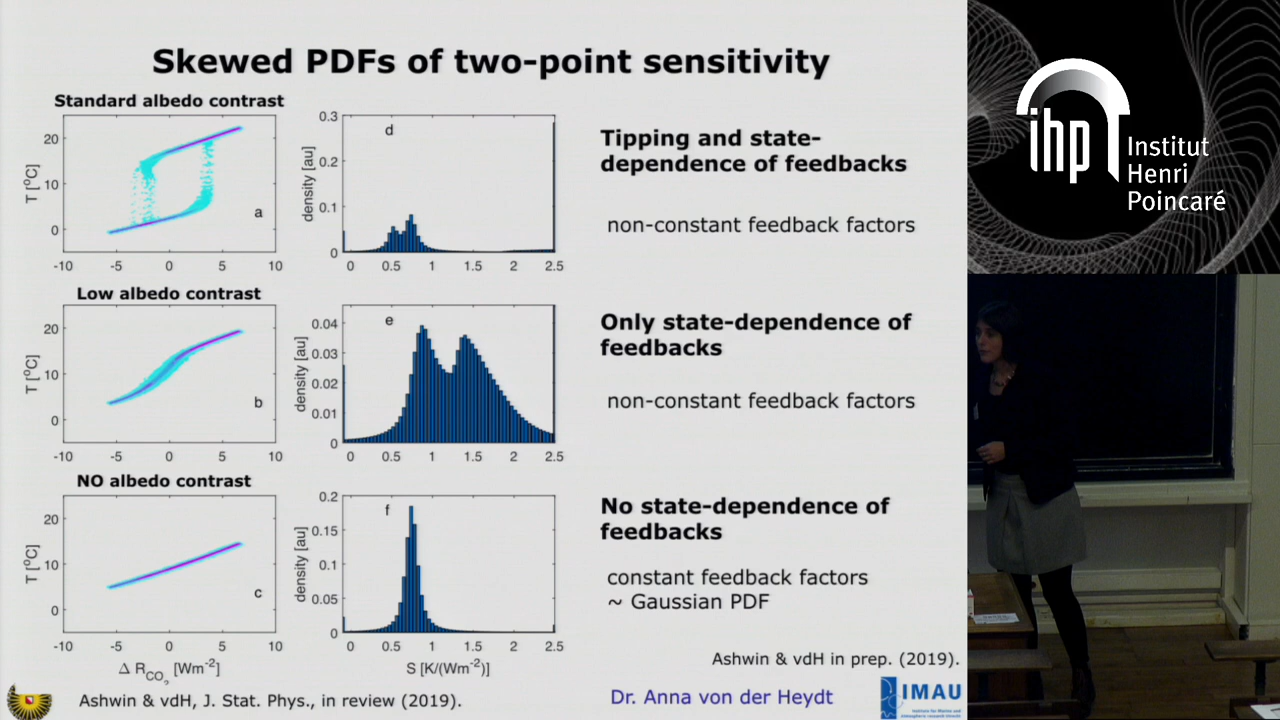 Skewed PDFs of two-point sensitivity
Standard albedo contrast
T [°C]
20
10
0
a
-10 -5 0 5 10
density [au]
0.3
0.2
0.1
0
d
0 0.5 1 1.5 2 2.5
Tipping and state-
dependence of feedbacks
non-constant feedback factors
Low albedo contrast
T [°C]
20
10
0
b
-10 -5 0 5 10
density [au]
0.04
0.03
0.02
0.01
0
e
0 0.5 1 1.5 2 2.5
Only state-dependence of
feedbacks
non-constant feedback factors
NO albedo contrast
T [°C]
20
10
0
c
-10 -5 0 5 10
Δ R_CO2 [Wm⁻²]
density [au]
0.2
0.15
0.1
0.05
0
f
0 0.5 1 1.5 2 2.5
S [K/(Wm⁻²)]
No state-dependence of
feedbacks
constant feedback factors
~ Gaussian PDF
Ashwin & vdH in prep. (2019).
Ashwin & vdH, J. Stat. Phys., in review (2019).
Dr. Anna von der Heydt
IMAU
ihp
Institut
Henri
Poincaré